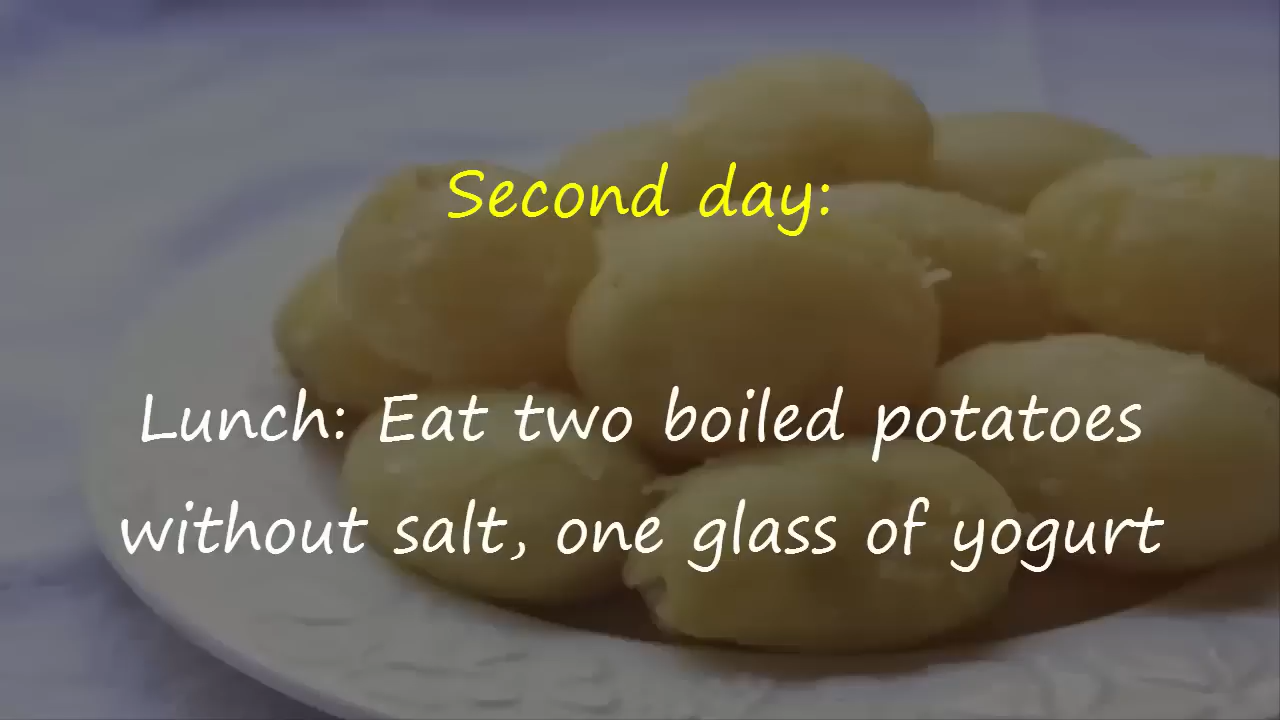 Second day:
Lunch: Eat two boiled potatoes
without salt, one glass of yogurt